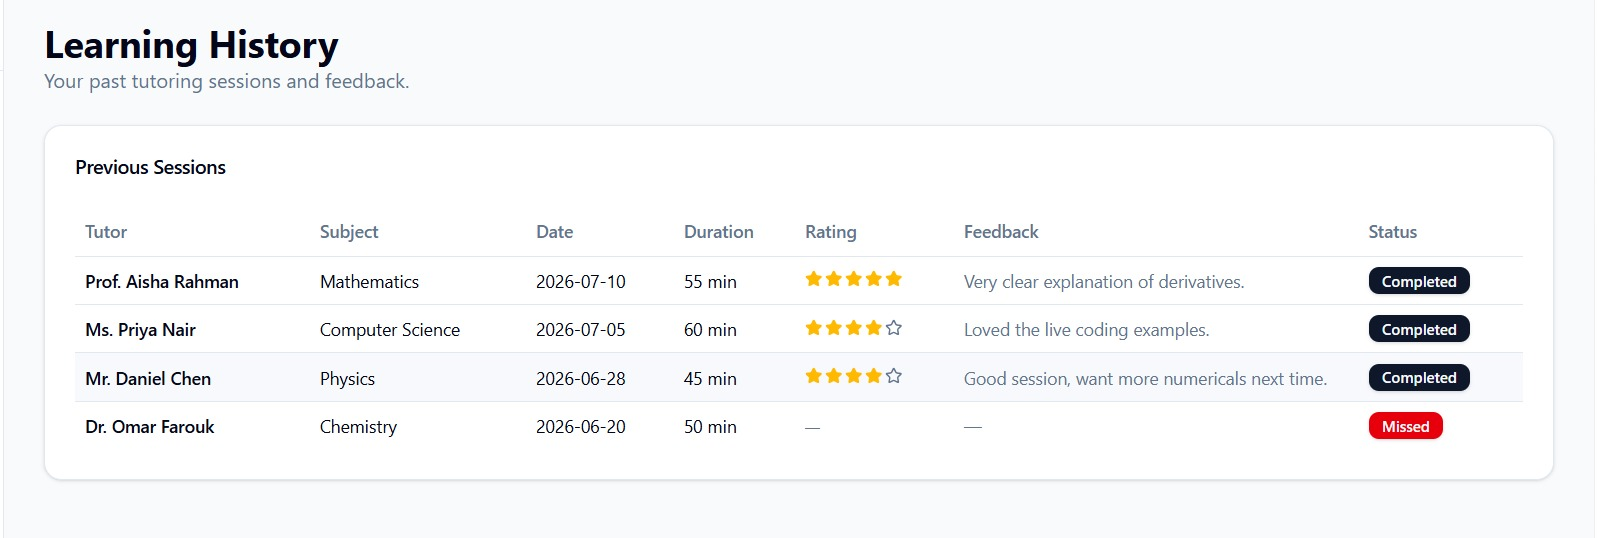 Learning History
Your past tutoring sessions and feedback.
Previous Sessions
Tutor Subject Date Duration Rating Feedback Status
Prof. Aisha Rahman Mathematics 2026-07-10 55 min Very clear explanation of derivatives. Completed
Ms. Priya Nair Computer Science 2026-07-05 60 min Loved the live coding examples. Completed
Mr. Daniel Chen Physics 2026-06-28 45 min Good session, want more numericals next time. Completed
Dr. Omar Farouk Chemistry 2026-06-20 50 min — — Missed